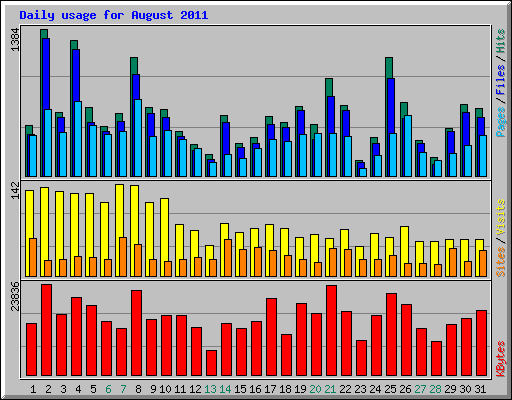 Daily usage for August 2011
1384
Pages / Files / Hits
142
Sites / Visits
23836
KBytes
1 2 3 4 5 6 7 8 9 10 11 12 13 14 15 16 17 18 19 20 21 22 23 24 25 26 27 28 29 30 31